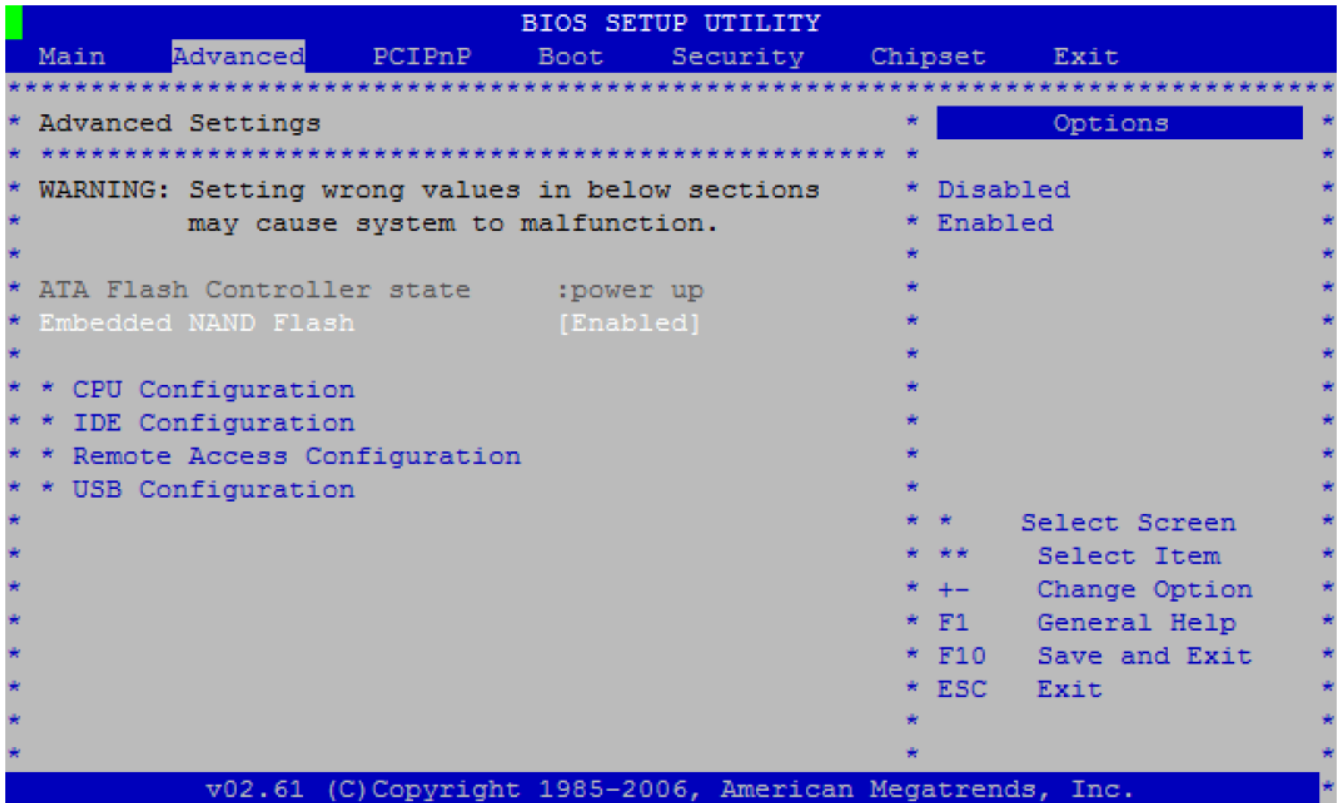 BIOS SETUP UTILITY
Main Advanced PCIPnP Boot Security Chipset Exit
********************************************************************************
* Advanced Settings * Options *
* *************************************************** * *
* WARNING: Setting wrong values in below sections * Disabled *
* may cause system to malfunction. * Enabled *
* * *
* ATA Flash Controller state :power up * *
* Embedded NAND Flash [Enabled] * *
* * *
* * CPU Configuration * *
* * IDE Configuration * *
* * Remote Access Configuration * *
* * USB Configuration * *
* * * Select Screen *
* * ** Select Item *
* * +- Change Option *
* * F1 General Help *
* * F10 Save and Exit *
* * ESC Exit *
* * *
* * *
v02.61 (C)Copyright 1985-2006, American Megatrends, Inc. *